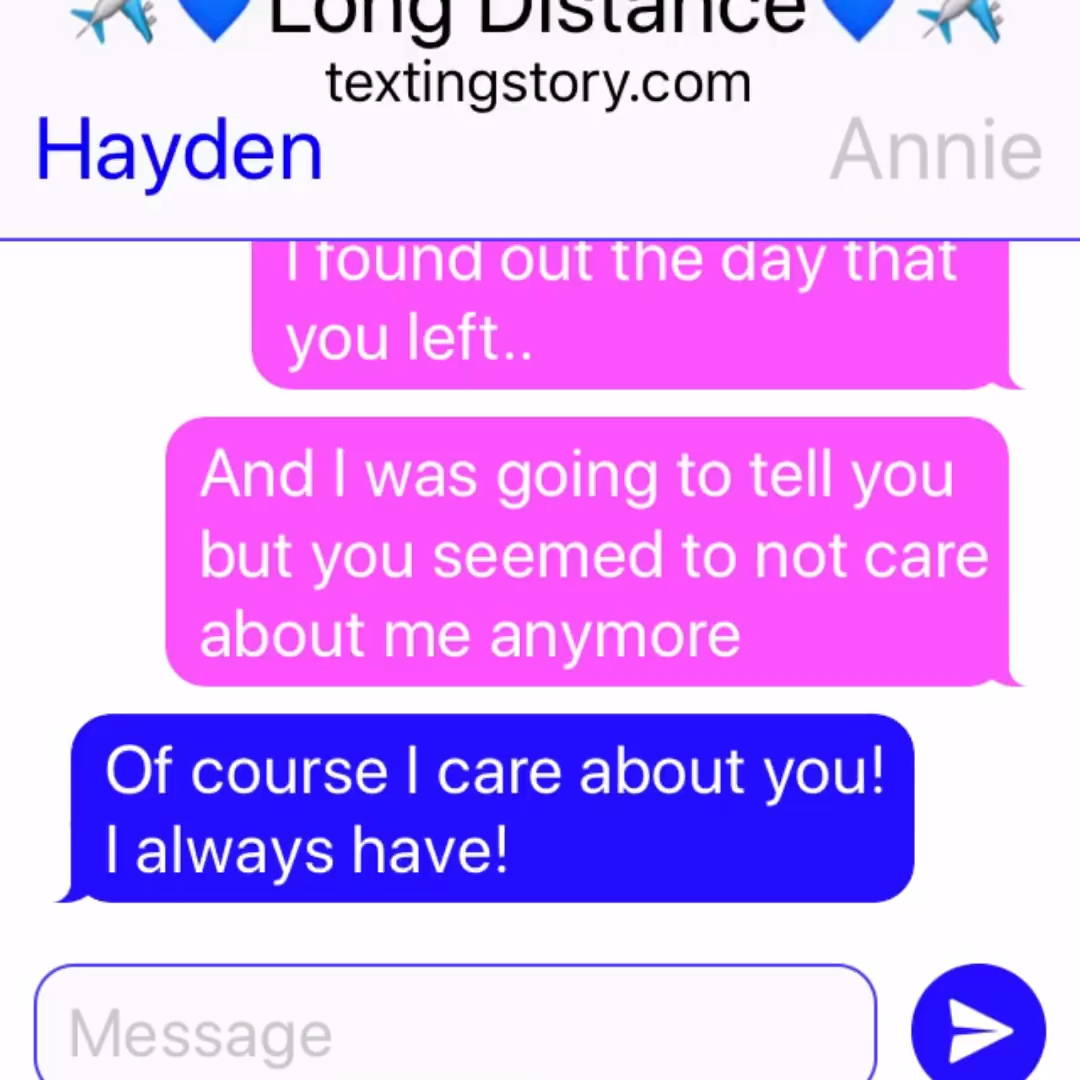 Long Distance
textingstory.com
Hayden
Annie
I found out the day that
you left..
And I was going to tell you
but you seemed to not care
about me anymore
Of course I care about you!
I always have!
Message